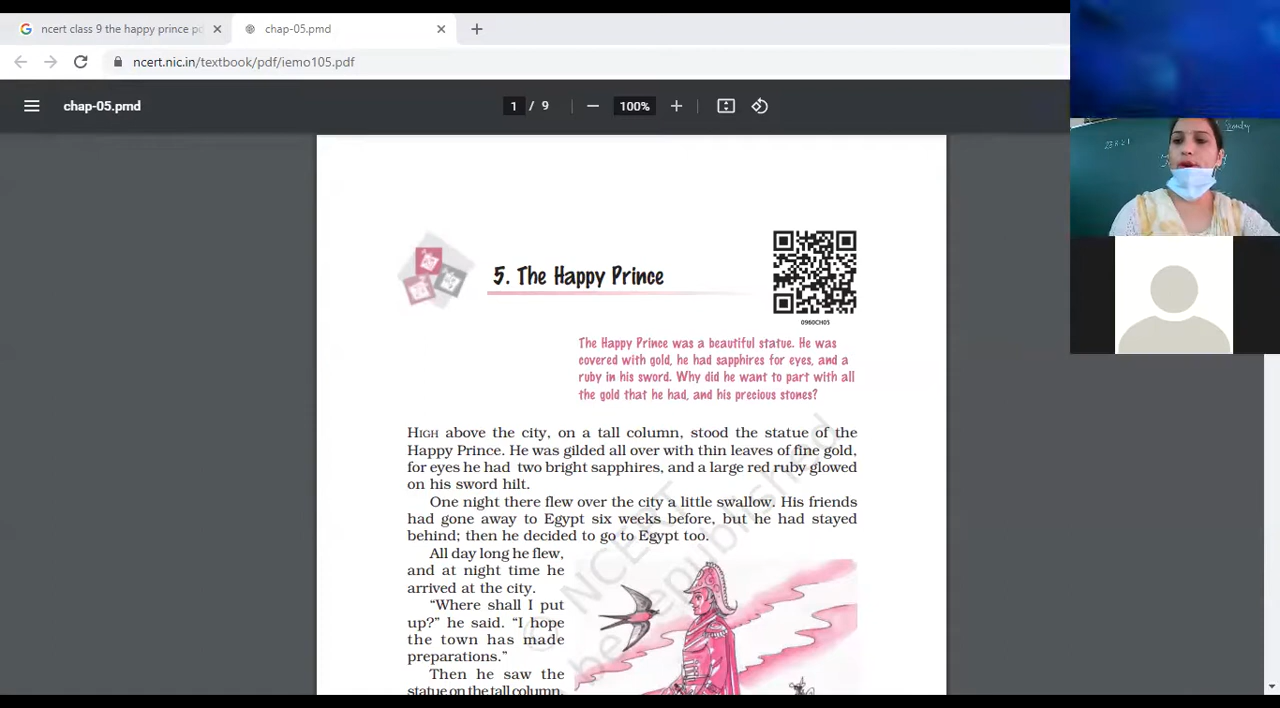 ncert class 9 the happy prince pd
chap-05.pmd
ncert.nic.in/textbook/pdf/iemo105.pdf
chap-05.pmd
1 / 9
100%
5. The Happy Prince
0960CH05
The Happy Prince was a beautiful statue. He was
covered with gold, he had sapphires for eyes, and a
ruby in his sword. Why did he want to part with all
the gold that he had, and his precious stones?
HIGH above the city, on a tall column, stood the statue of the
Happy Prince. He was gilded all over with thin leaves of fine gold,
for eyes he had two bright sapphires, and a large red ruby glowed
on his sword hilt.
One night there flew over the city a little swallow. His friends
had gone away to Egypt six weeks before, but he had stayed
behind; then he decided to go to Egypt too.
All day long he flew,
and at night time he
arrived at the city.
“Where shall I put
up?” he said. “I hope
the town has made
preparations.”
Then he saw the
statue on the tall column.
© NCERT
be republished
Sunday